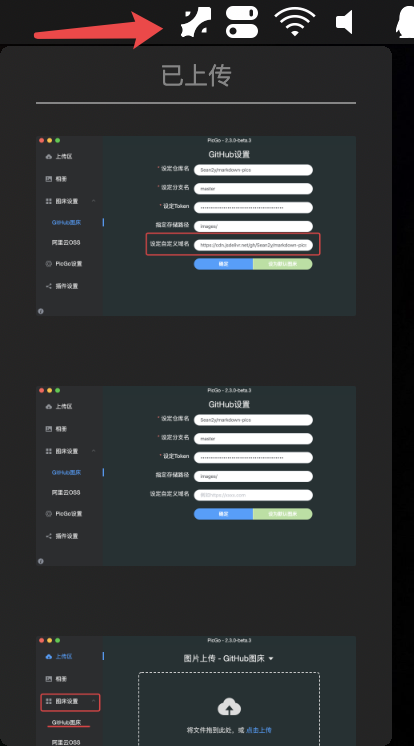 已上传
PicGo - 2.3.0-beta.3
上传区
相册
图床设置
GitHub图床
阿里云OSS
PicGo设置
插件设置
GitHub设置
* 设定仓库名 Sean2y/markdown-pics
* 设定分支名 master
* 设定Token
指定存储路径 images/
设定自定义域名 https://cdn.jsdelivr.net/gh/Sean2y/markdown-pics
确定 设为默认图床
PicGo - 2.3.0-beta.3
上传区
相册
图床设置
GitHub图床
阿里云OSS
PicGo设置
插件设置
GitHub设置
* 设定仓库名 Sean2y/markdown-pics
* 设定分支名 master
* 设定Token
指定存储路径 images/
设定自定义域名
确定 设为默认图床
PicGo - 2.3.0-beta.3
上传区
相册
图床设置
GitHub图床
阿里云OSS
图片上传 - GitHub图床
将文件拖到此处，或 点击上传